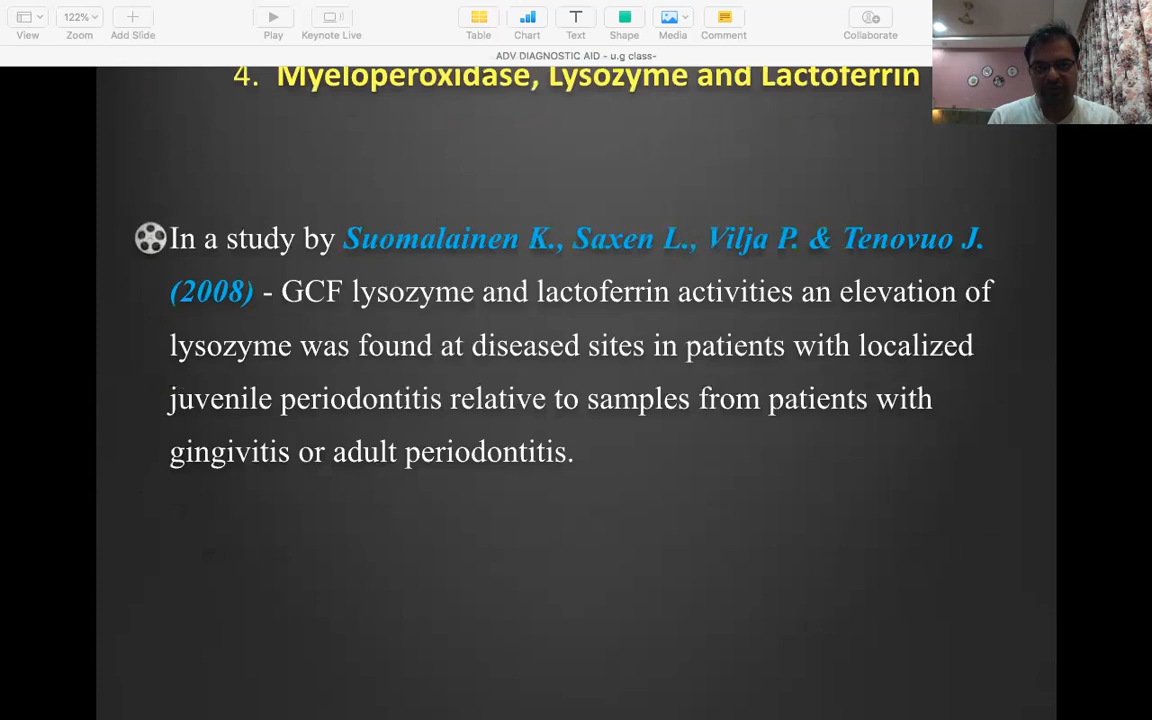 View
122%
Zoom
Add Slide
Play
Keynote Live
Table
Chart
Text
Shape
Media
Comment
Collaborate
ADV DIAGNOSTIC AID - u.g class-
4. Myeloperoxidase, Lysozyme and Lactoferrin
In a study by Suomalainen K., Saxen L., Vilja P. & Tenovuo J.
(2008) - GCF lysozyme and lactoferrin activities an elevation of
lysozyme was found at diseased sites in patients with localized
juvenile periodontitis relative to samples from patients with
gingivitis or adult periodontitis.